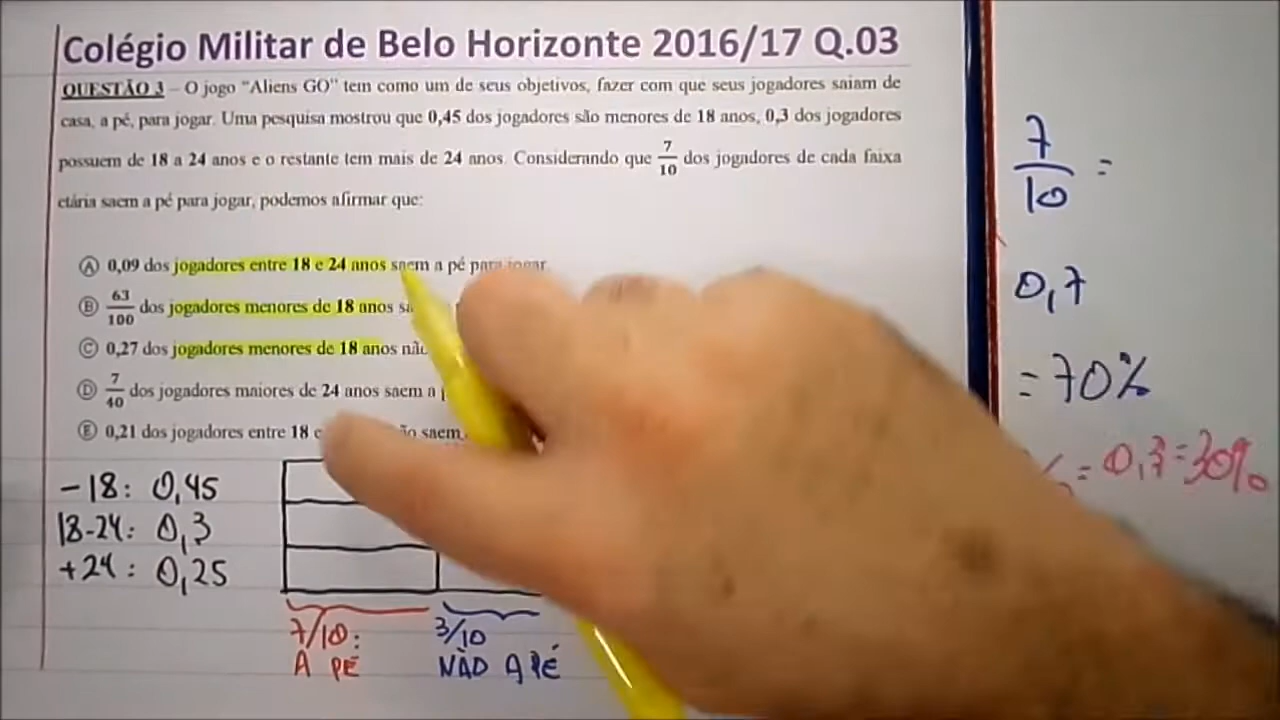 Colégio Militar de Belo Horizonte 2016/17 Q.03
QUESTÃO 3 – O jogo "Aliens GO" tem como um de seus objetivos, fazer com que seus jogadores saiam de
casa, a pé, para jogar. Uma pesquisa mostrou que 0,45 dos jogadores são menores de 18 anos, 0,3 dos jogadores
possuem de 18 a 24 anos e o restante tem mais de 24 anos. Considerando que 7/10 dos jogadores de cada faixa
etária saem a pé para jogar, podemos afirmar que:
A 0,09 dos jogadores entre 18 e 24 anos saem a pé para jogar.
B 63/100 dos jogadores menores de 18 anos
C 0,27 dos jogadores menores de 18 anos
D 7/40 dos jogadores maiores de 24 anos saem a
E 0,21 dos jogadores entre 18 saem
-18: 0,45
18-24: 0,3
+24: 0,25
7/10:
A PÉ
3/10
NÃO A PÉ
7/10 =
0,7
= 70%
= 0,3 = 30%